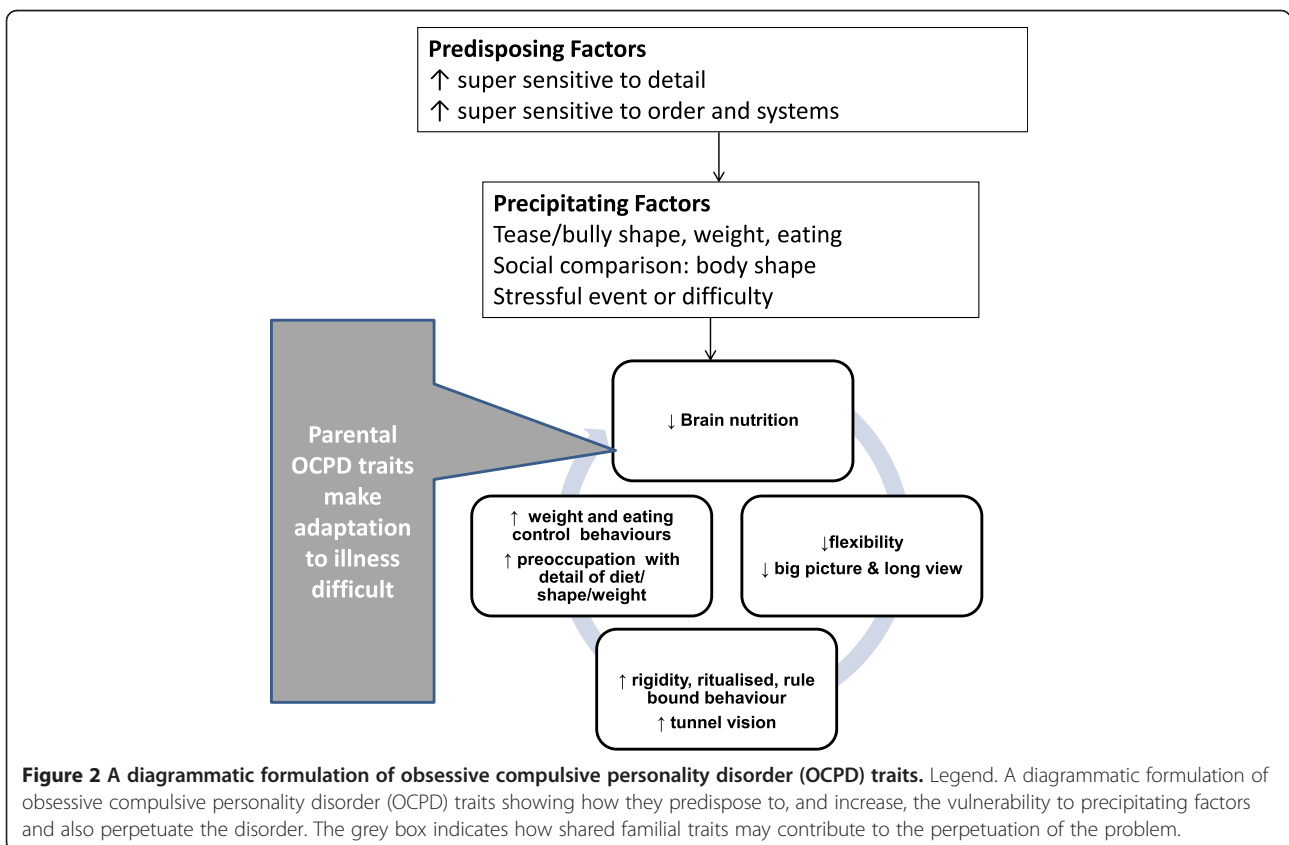 Predisposing Factors
↑ super sensitive to detail
↑ super sensitive to order and systems
Precipitating Factors
Tease/bully shape, weight, eating
Social comparison: body shape
Stressful event or difficulty
↓ Brain nutrition
Parental
OCPD traits
make
adaptation
to illness
difficult
↑ weight and eating
control behaviours
↑ preoccupation with
detail of diet/
shape/weight
↓flexibility
↓ big picture & long view
↑ rigidity, ritualised, rule
bound behaviour
↑ tunnel vision
Figure 2 A diagrammatic formulation of obsessive compulsive personality disorder (OCPD) traits. Legend. A diagrammatic formulation of
obsessive compulsive personality disorder (OCPD) traits showing how they predispose to, and increase, the vulnerability to precipitating factors
and also perpetuate the disorder. The grey box indicates how shared familial traits may contribute to the perpetuation of the problem.